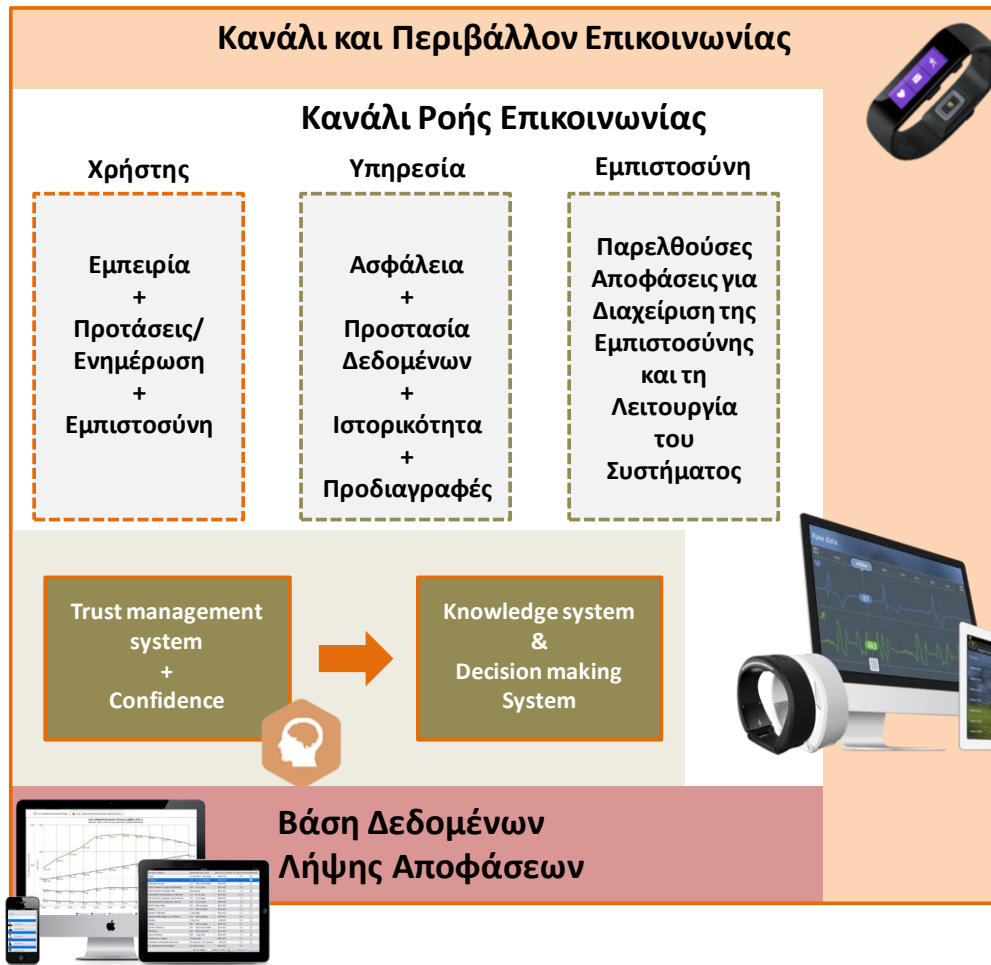 Κανάλι και Περιβάλλον Επικοινωνίας
Κανάλι Ροής Επικοινωνίας
Χρήστης
Εμπειρία
+
Προτάσεις/
Ενημέρωση
+
Εμπιστοσύνη
Υπηρεσία
Ασφάλεια
+
Προστασία
Δεδομένων
+
Ιστορικότητα
+
Προδιαγραφές
Εμπιστοσύνη
Παρελθούσες
Αποφάσεις για
Διαχείριση της
Εμπιστοσύνης
και τη
Λειτουργία
του
Συστήματος
Raw data
Trust management
system
+
Confidence
Knowledge system
&
Decision making
System
Βάση Δεδομένων
Λήψης Αποφάσεων